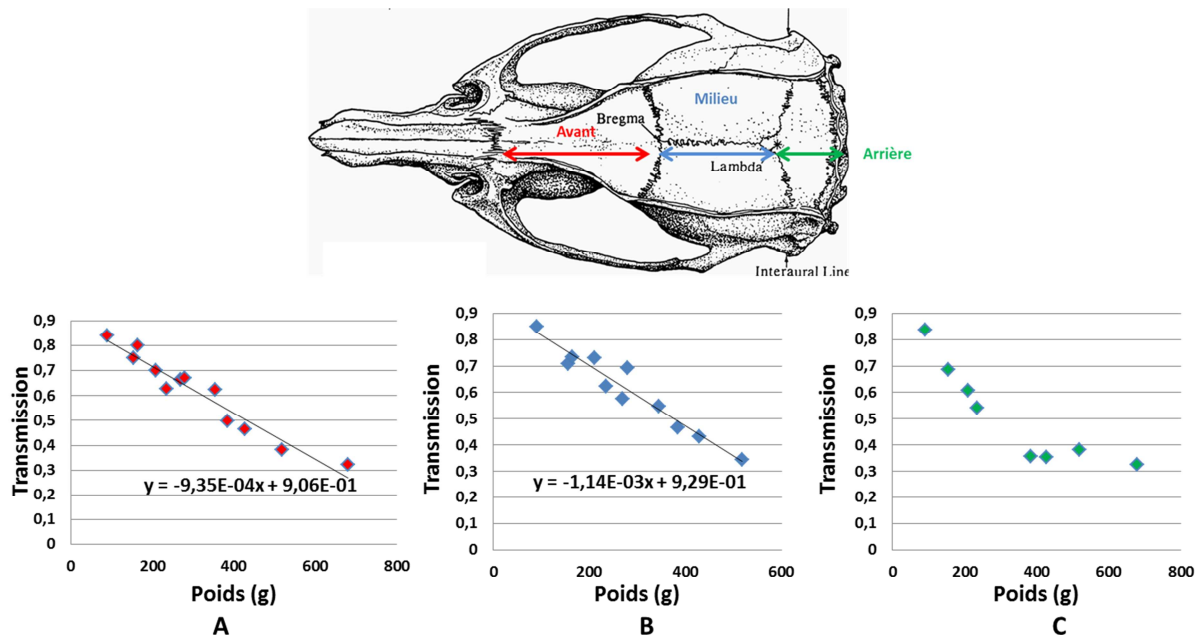 Milieu
Bregma
Avant
Arrière
Lambda
Interaural Line
0,9
0,8
0,7
0,6
0,5
0,4
0,3
0,2
0,1
0
Transmission
y = -9,35E-04x + 9,06E-01
0 200 400 600 800
Poids (g)
A
0,9
0,8
0,7
0,6
0,5
0,4
0,3
0,2
0,1
0
Transmission
y = -1,14E-03x + 9,29E-01
0 200 400 600
Poids (g)
B
0,9
0,8
0,7
0,6
0,5
0,4
0,3
0,2
0,1
0
Transmission
0 200 400 600 800
Poids (g)
C